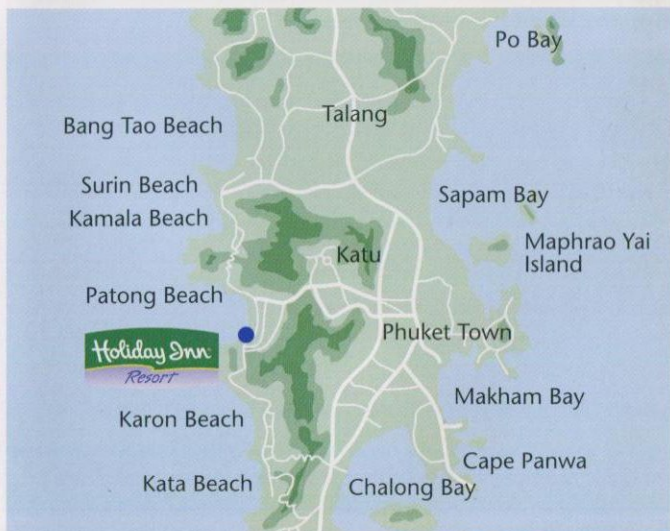 Po Bay
Talang
Bang Tao Beach
Surin Beach
Sapam Bay
Kamala Beach
Maphrao Yai
Island
Katu
Patong Beach
Phuket Town
Holiday Inn
Resort
Makham Bay
Karon Beach
Cape Panwa
Kata Beach
Chalong Bay